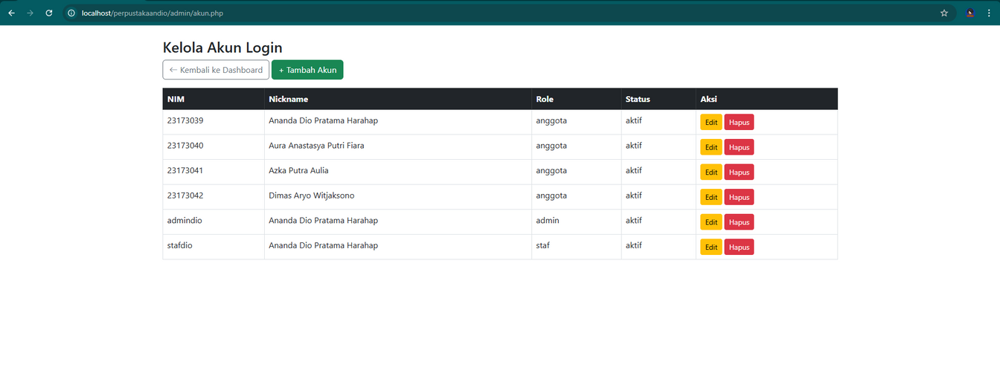 localhost/perpustakaandio/admin/akun.php
Kelola Akun Login
← Kembali ke Dashboard + Tambah Akun
NIM Nickname Role Status Aksi
23173039 Ananda Dio Pratama Harahap anggota aktif Edit Hapus
23173040 Aura Anastasya Putri Fiara anggota aktif Edit Hapus
23173041 Azka Putra Aulia anggota aktif Edit Hapus
23173042 Dimas Aryo Witjaksono anggota aktif Edit Hapus
admindio Ananda Dio Pratama Harahap admin aktif Edit Hapus
stafdio Ananda Dio Pratama Harahap staf aktif Edit Hapus